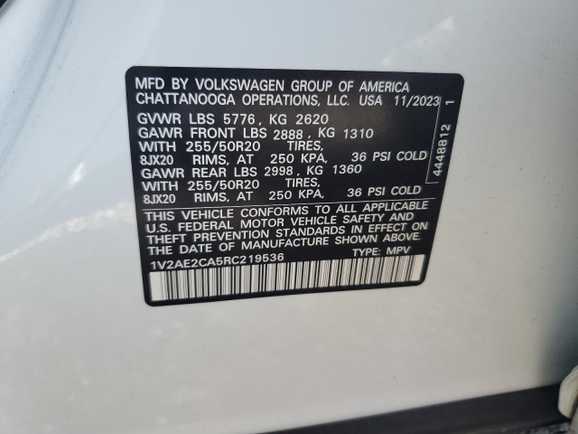 MFD BY VOLKSWAGEN GROUP OF AMERICA
CHATTANOOGA OPERATIONS, LLC. USA 11/2023
GVWR LBS 5776, KG 2620
GAWR FRONT LBS 2888, KG 1310
WITH 255/50R20 TIRES,
8JX20 RIMS, AT 250 KPA, 36 PSI COLD
GAWR REAR LBS 2998, KG 1360
WITH 255/50R20 TIRES,
8JX20 RIMS, AT 250 KPA, 36 PSI COLD
THIS VEHICLE CONFORMS TO ALL APPLICABLE
U.S. FEDERAL MOTOR VEHICLE SAFETY AND
THEFT PREVENTION STANDARDS IN EFFECT ON
THE DATE OF MANUFACTURE SHOWN ABOVE.
1V2AE2CA5RC219536 TYPE: MPV
4448812 1